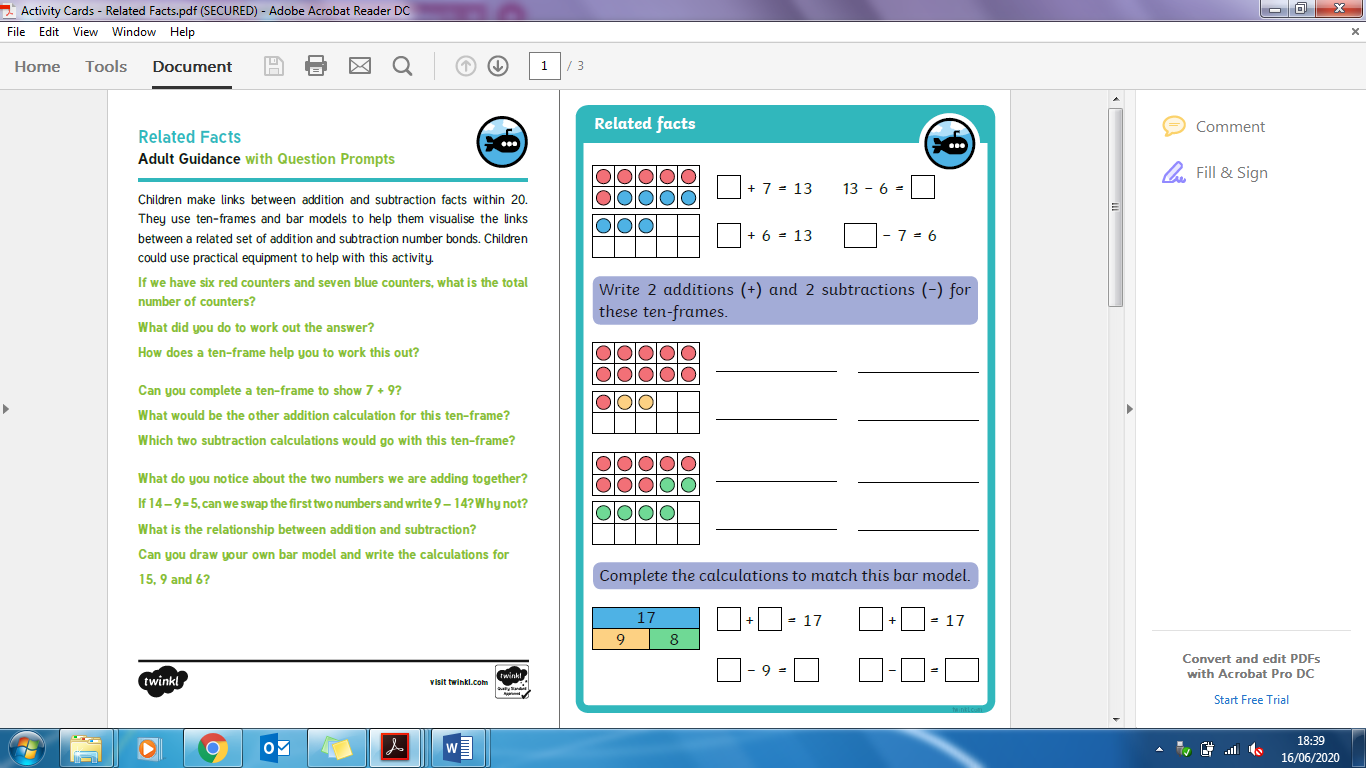 Activity Cards - Related Facts.pdf (SECURED) - Adobe Acrobat Reader DC
File Edit View Window Help
Home Tools Document 1 / 3
Related Facts
Adult Guidance with Question Prompts
Children make links between addition and subtraction facts within 20.
They use ten-frames and bar models to help them visualise the links
between a related set of addition and subtraction number bonds. Children
could use practical equipment to help with this activity.
If we have six red counters and seven blue counters, what is the total
number of counters?
What did you do to work out the answer?
How does a ten-frame help you to work this out?
Can you complete a ten-frame to show 7 + 9?
What would be the other addition calculation for this ten-frame?
Which two subtraction calculations would go with this ten-frame?
What do you notice about the two numbers we are adding together?
If 14 – 9 = 5, can we swap the first two numbers and write 9 – 14? Why not?
What is the relationship between addition and subtraction?
Can you draw your own bar model and write the calculations for
15, 9 and 6?
twinkl
visit twinkl.com
twinkl
Quality Standard
Approved
Related facts
+ 7 = 13 13 – 6 =
+ 6 = 13 – 7 = 6
Write 2 additions (+) and 2 subtractions (–) for
these ten-frames.
Complete the calculations to match this bar model.
17
9 8
+ = 17 + = 17
– 9 = – =
Comment
Fill & Sign
Convert and edit PDFs
with Acrobat Pro DC
Start Free Trial
18:39
16/06/2020